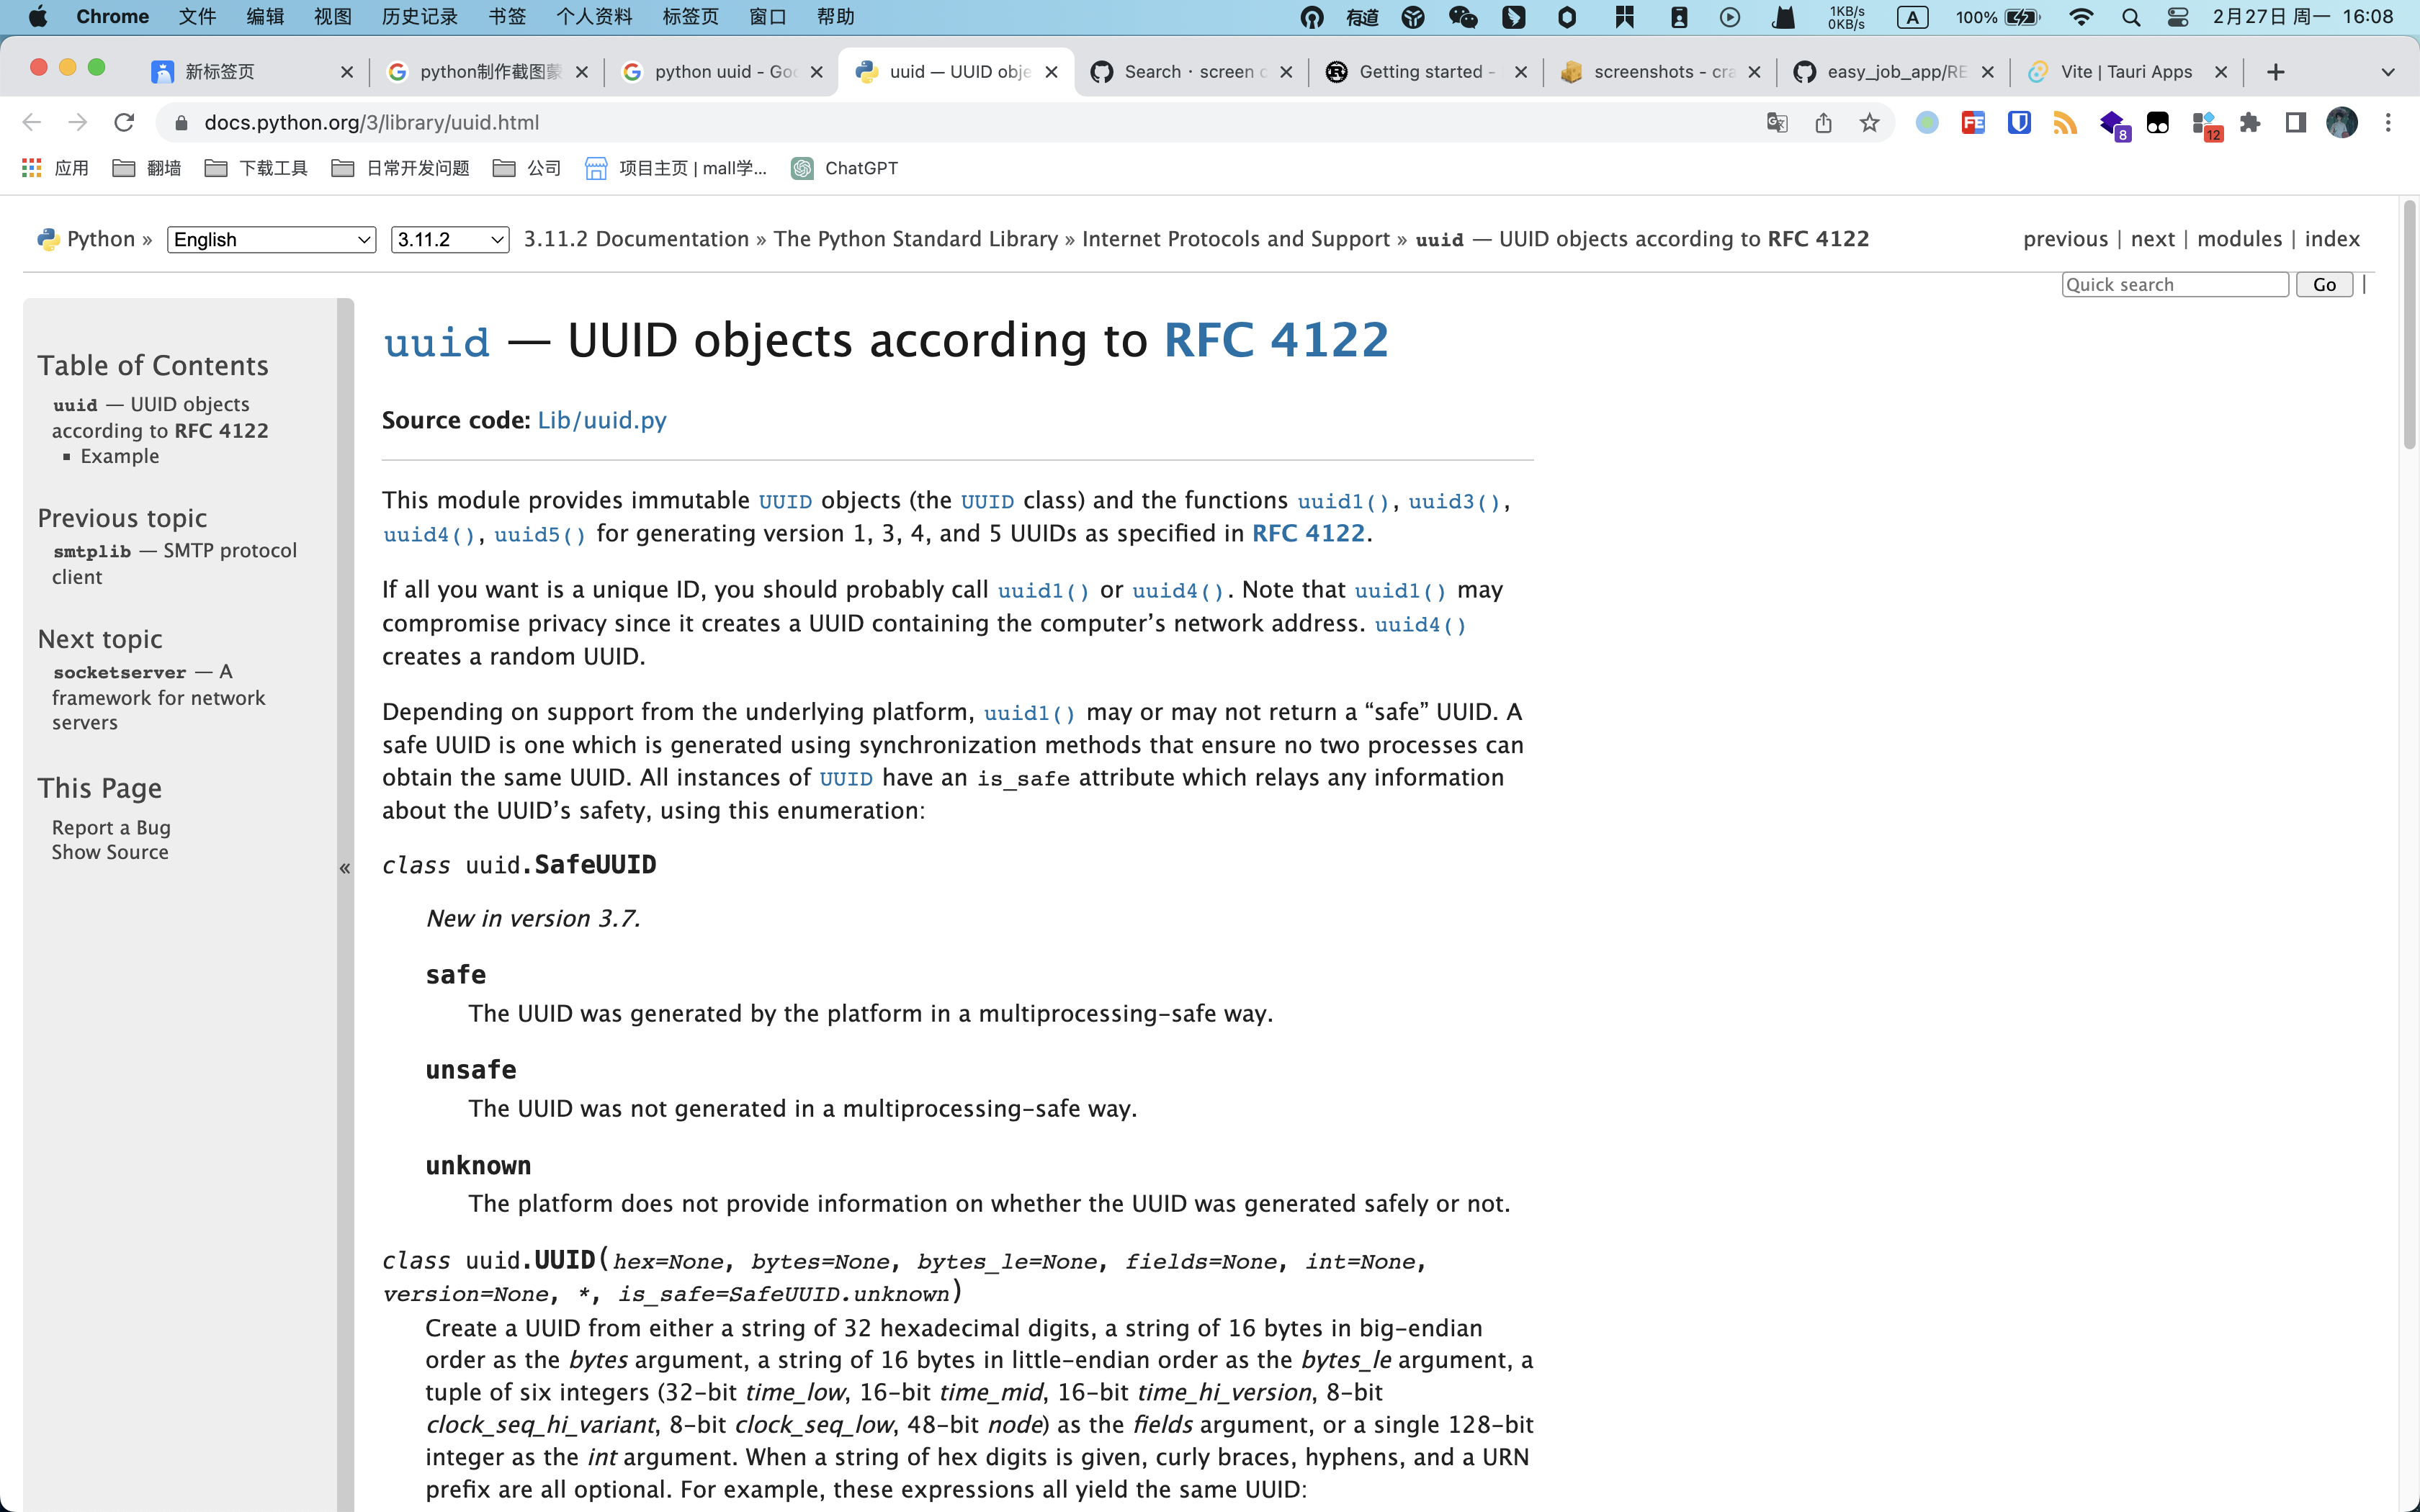 Chrome 文件 编辑 视图 历史记录 书签 个人资料 标签页 窗口 帮助 有道 1KB/s 0KB/s A 100% 2月27日 周一 16:08
新标签页 python制作截图蒙 python uuid - Goo uuid — UUID obje Search · screen c Getting started - screenshots - cra easy_job_app/RE Vite | Tauri Apps
docs.python.org/3/library/uuid.html FE 8 12
应用 翻墙 下载工具 日常开发问题 公司 项目主页 | mall学... ChatGPT
Python » English 3.11.2 3.11.2 Documentation » The Python Standard Library » Internet Protocols and Support » uuid — UUID objects according to RFC 4122 previous | next | modules | index
Quick search Go |
Table of Contents
uuid — UUID objects
according to RFC 4122
▪ Example
Previous topic
smtplib — SMTP protocol
client
Next topic
socketserver — A
framework for network
servers
This Page
Report a Bug
Show Source
«
uuid — UUID objects according to RFC 4122
Source code: Lib/uuid.py
This module provides immutable UUID objects (the UUID class) and the functions uuid1(), uuid3(),
uuid4(), uuid5() for generating version 1, 3, 4, and 5 UUIDs as specified in RFC 4122.
If all you want is a unique ID, you should probably call uuid1() or uuid4(). Note that uuid1() may
compromise privacy since it creates a UUID containing the computer’s network address. uuid4()
creates a random UUID.
Depending on support from the underlying platform, uuid1() may or may not return a “safe” UUID. A
safe UUID is one which is generated using synchronization methods that ensure no two processes can
obtain the same UUID. All instances of UUID have an is_safe attribute which relays any information
about the UUID’s safety, using this enumeration:
class uuid.SafeUUID
New in version 3.7.
safe
The UUID was generated by the platform in a multiprocessing-safe way.
unsafe
The UUID was not generated in a multiprocessing-safe way.
unknown
The platform does not provide information on whether the UUID was generated safely or not.
class uuid.UUID(hex=None, bytes=None, bytes_le=None, fields=None, int=None,
version=None, *, is_safe=SafeUUID.unknown)
Create a UUID from either a string of 32 hexadecimal digits, a string of 16 bytes in big-endian
order as the bytes argument, a string of 16 bytes in little-endian order as the bytes_le argument, a
tuple of six integers (32-bit time_low, 16-bit time_mid, 16-bit time_hi_version, 8-bit
clock_seq_hi_variant, 8-bit clock_seq_low, 48-bit node) as the fields argument, or a single 128-bit
integer as the int argument. When a string of hex digits is given, curly braces, hyphens, and a URN
prefix are all optional. For example, these expressions all yield the same UUID: